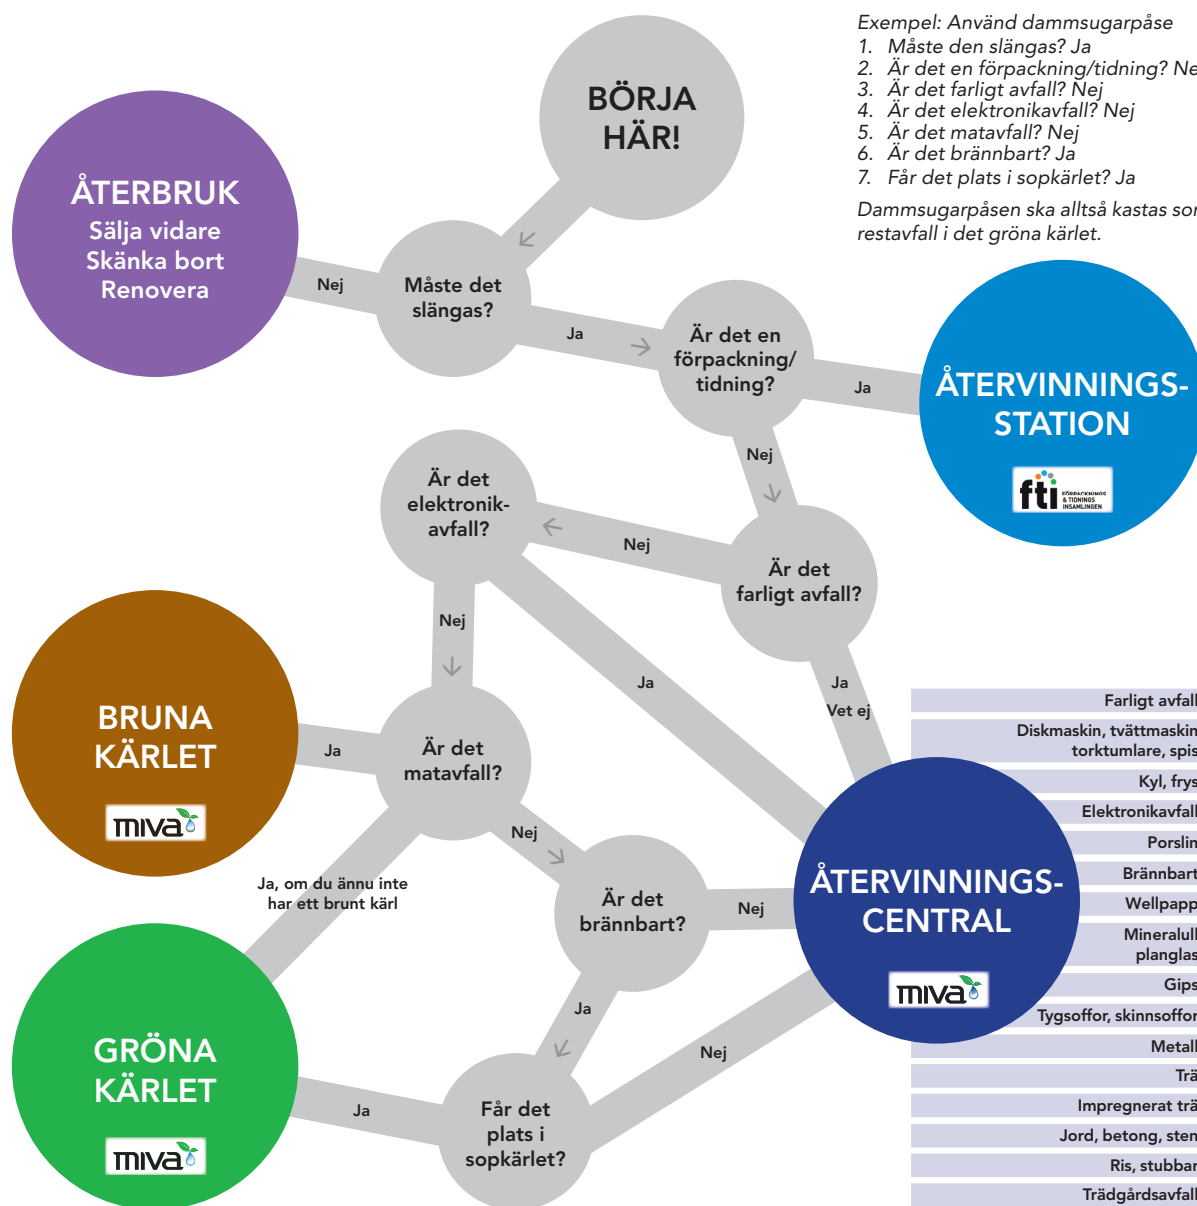 Exempel: Använd dammsugarpåse
1. Måste den slängas? Ja
2. Är det en förpackning/tidning? Ne
3. Är det farligt avfall? Nej
4. Är det elektronikavfall? Nej
5. Är det matavfall? Nej
6. Är det brännbart? Ja
7. Får det plats i sopkärlet? Ja
Dammsugarpåsen ska alltså kastas som
restavfall i det gröna kärlet.
BÖRJA
HÄR!
ÅTERBRUK
Sälja vidare
Skänka bort
Renovera
Nej
Måste det
slängas?
Ja
Är det en
förpackning/
tidning?
Ja
ÅTERVINNINGS-
STATION
fti FÖRPACKNINGS
& TIDNINGS
INSAMLINGEN
Nej
Är det
farligt avfall?
Nej
Är det
elektronik-
avfall?
Nej
Ja
Ja
Vet ej
BRUNA
KÄRLET
miva
Ja
Är det
matavfall?
Nej
Ja, om du ännu inte
har ett brunt kärl
Är det
brännbart?
Nej
ÅTERVINNINGS-
CENTRAL
miva
Ja
GRÖNA
KÄRLET
miva
Ja
Får det
plats i
sopkärlet?
Nej
Farligt avfall
Diskmaskin, tvättmaskin
torktumlare, spis
Kyl, frys
Elektronikavfall
Porslin
Brännbart
Wellpapp
Mineralull
planglas
Gips
Tygsoffor, skinnsoffor
Metall
Trä
Impregnerat trä
Jord, betong, sten
Ris, stubbar
Trädgårdsavfall